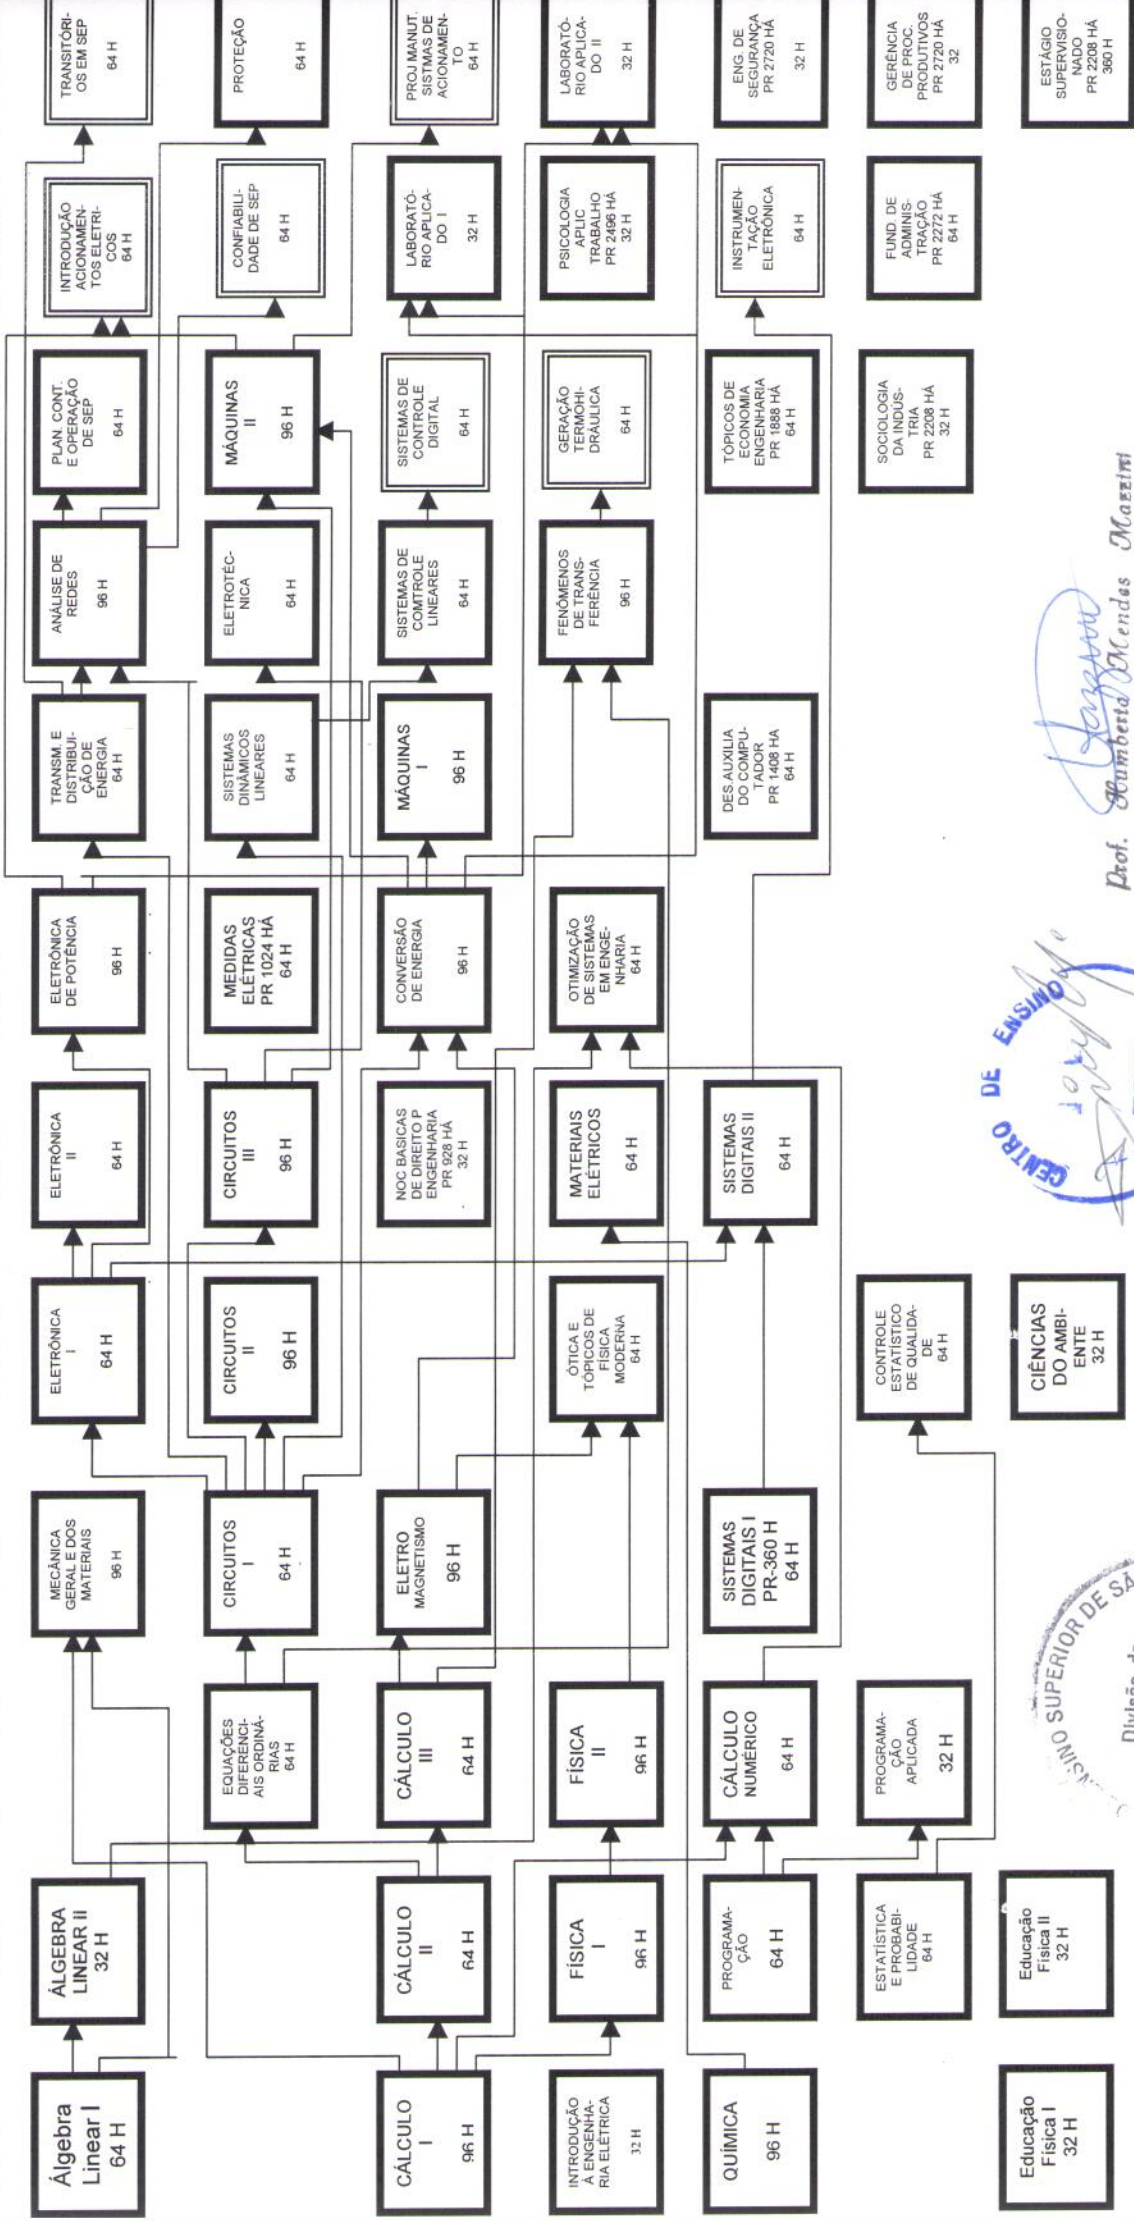 Álgebra
Linear I
64 H
CÁLCULO
I
96 H
INTRODUÇÃO
À ENGENHA-
RIA ELÉTRICA
32 H
QUÍMICA
96 H
Educação
Física I
32 H
ÁLGEBRA
LINEAR II
32 H
CÁLCULO
II
64 H
FÍSICA
I
96 H
PROGRAMA-
ÇÃO
64 H
ESTATÍSTICA
E PROBABI-
LIDADE
64 H
Educação
Física II
32 H
EQUAÇÕES
DIFERENCI-
AIS ORDINÁ-
RIAS
64 H
CÁLCULO
III
64 H
FÍSICA
II
96 H
CÁLCULO
NUMÉRICO
64 H
PROGRAMA-
ÇÃO
APLICADA
32 H
MECÂNICA
GERAL E DOS
MATERIAIS
96 H
CIRCUITOS
I
64 H
ELETRO
MAGNETISMO
96 H
SISTEMAS
DIGITAIS I
PR-360 H
64 H
ELETRÔNICA
I
64 H
CIRCUITOS
II
96 H
ÓTICA E
TÓPICOS DE
FÍSICA
MODERNA
64 H
CONTROLE
ESTATÍSTICO
DE QUALIDA-
DE
64 H
CIÊNCIAS
DO AMBI-
ENTE
32 H
ELETRÔNICA
II
64 H
CIRCUITOS
III
96 H
NOC BASICAS
DE DIREITO P
ENGENHARIA
PR 928 HÁ
32 H
MATERIAIS
ELÉTRICOS
64 H
SISTEMAS
DIGITAIS II
64 H
ELETRÔNICA
DE POTÊNCIA
96 H
MEDIDAS
ELÉTRICAS
PR 1024 HÁ
64 H
CONVERSÃO
DE ENERGIA
96 H
OTIMIZAÇÃO
DE SISTEMAS
EM ENGE-
NHARIA
64 H
TRANSM. E
DISTRIBUI-
ÇÃO DE
ENERGIA
64 H
SISTEMAS
DINÂMICOS
LINEARES
64 H
MÁQUINAS
I
96 H
DES AUXILIA
DO COMPU-
TADOR
PR 1408 HA
64 H
ANÁLISE DE
REDES
96 H
ELETROTÉC-
NICA
64 H
SISTEMAS DE
COMTROLE
LINEARES
64 H
FENÔMENOS
DE TRANS-
FERÊNCIA
96 H
PLAN. CONT.
E OPERAÇÃO
DE SEP
64 H
MÁQUINAS
II
96 H
SISTEMAS DE
CONTROLE
DIGITAL
64 H
GERAÇÃO
TERMOHI-
DRÁULICA
64 H
TÓPICOS DE
ECONOMIA
ENGENHARIA
PR 1888 HÁ
64 H
SOCIOLOGIA
DA INDÚS-
TRIA
PR 2208 HÁ
32 H
INTRODUÇÃO
ACIONAMEN-
TOS ELETRI-
COS
64 H
CONFIABILI-
DADE DE SEP
64 H
LABORATÓ-
RIO APLICA-
DO I
32 H
PSICOLOGIA
APLIC
TRABALHO
PR 2496 HÁ
32 H
INSTRUMEN-
TAÇÃO
ELETRÔNICA
64 H
FUND. DE
ADMINIS-
TRAÇÃO
PR 2272 HÁ
64 H
TRANSITÓRI-
OS EM SEP
64 H
PROTEÇÃO
64 H
PROJ MANUT.
SISTMAS DE
ACIONAMEN-
TO
64 H
LABORATÓ-
RIO APLICA-
DO II
32 H
ENG. DE
SEGURANÇA
PR 2720 HÁ
32 H
GERÊNCIA
DE PROC.
PRODUTIVOS
PR 2720 HÁ
32
ESTÁGIO
SUPERVISIO-
NADO
PR 2208 HÁ
360 H
ENSINO SUPERIOR DE SÃ
Divisão de
CENTRO DE ENSINO
Prof. Humberto Mendes Mazzini